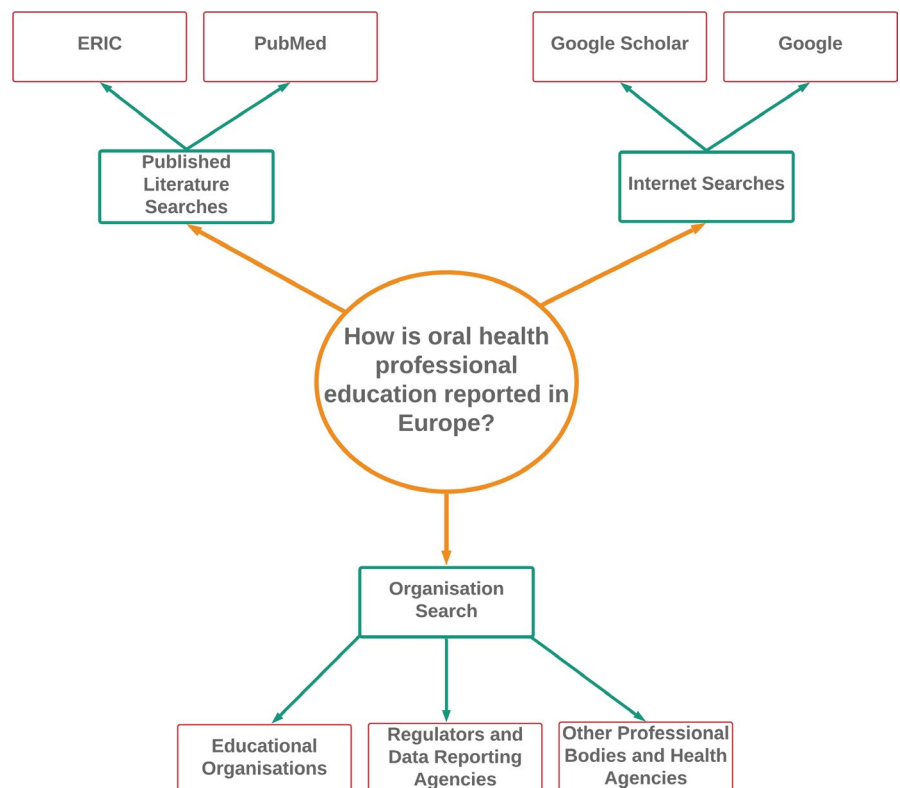 ERIC
PubMed
Google Scholar
Google
Published
Literature
Searches
Internet Searches
How is oral health
professional
education reported in
Europe?
Organisation
Search
Educational
Organisations
Regulators and
Data Reporting
Agencies
Other Professional
Bodies and Health
Agencies